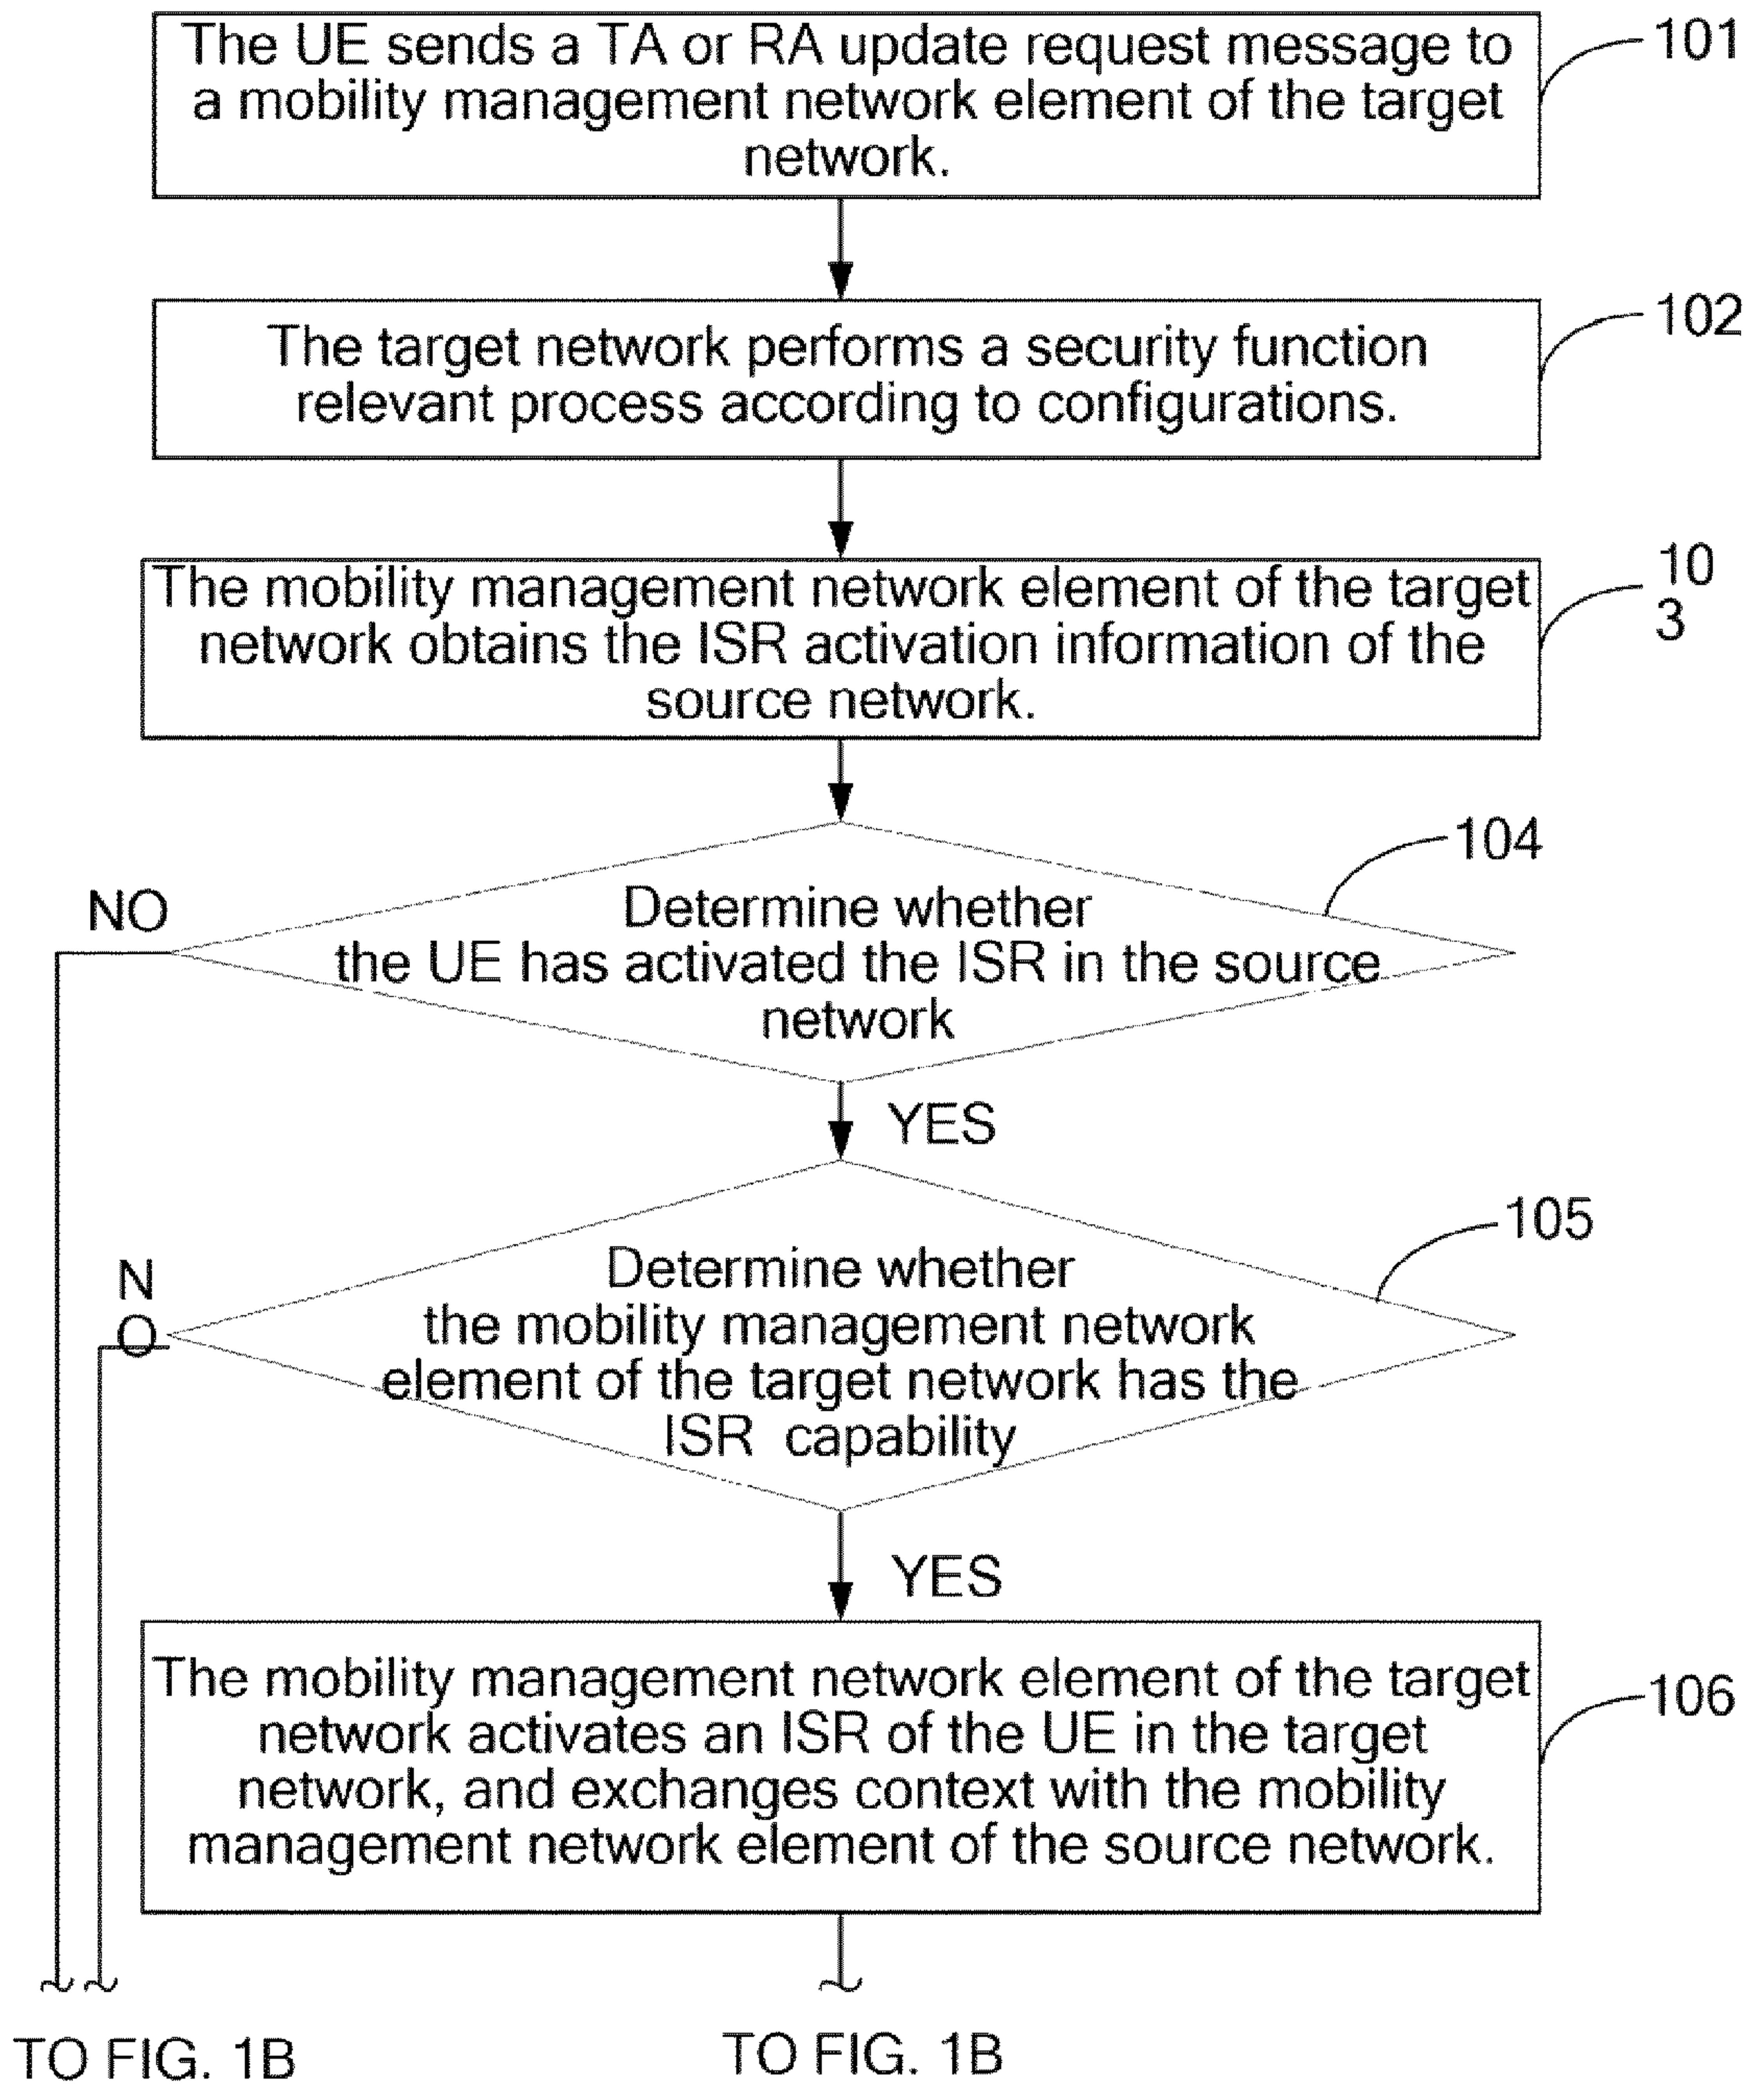 The UE sends a TA or RA update request message to
a mobility management network element of the target
network.
101
The target network performs a security function
relevant process according to configurations.
102
The mobility management network element of the target
network obtains the ISR activation information of the
source network.
10
3
104
NO
Determine whether
the UE has activated the ISR in the source
network
YES
105
N
O
Determine whether
the mobility management network
element of the target network has the
ISR capability
YES
The mobility management network element of the target
network activates an ISR of the UE in the target
network, and exchanges context with the mobility
management network element of the source network.
106
TO FIG. 1B
TO FIG. 1B